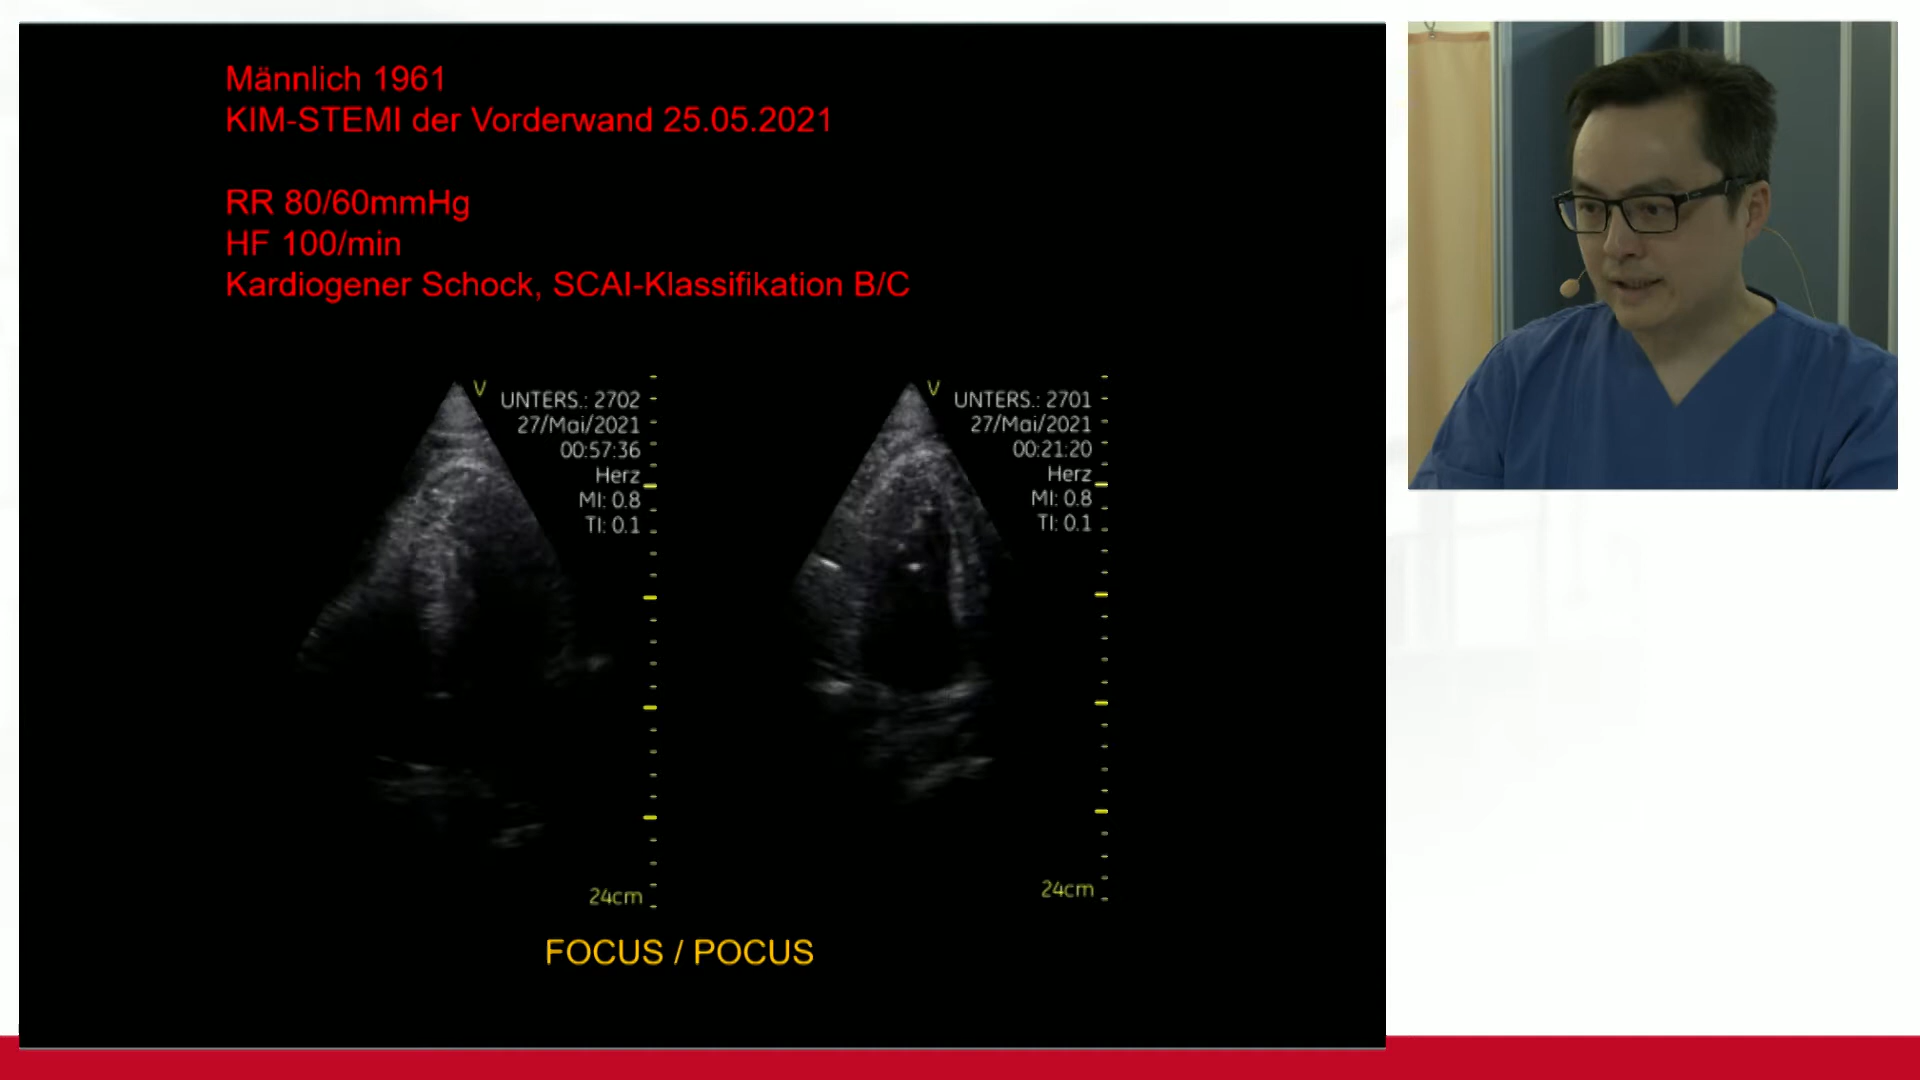 Männlich 1961
KIM-STEMI der Vorderwand 25.05.2021
RR 80/60mmHg
HF 100/min
Kardiogener Schock, SCAI-Klassifikation B/C
V
UNTERS.: 2702
27/Mai/2021
00:57:36
Herz
MI: 0.8
TI: 0.1
24cm
V
UNTERS.: 2701
27/Mai/2021
00:21:20
Herz
MI: 0.8
TI: 0.1
24cm
FOCUS / POCUS